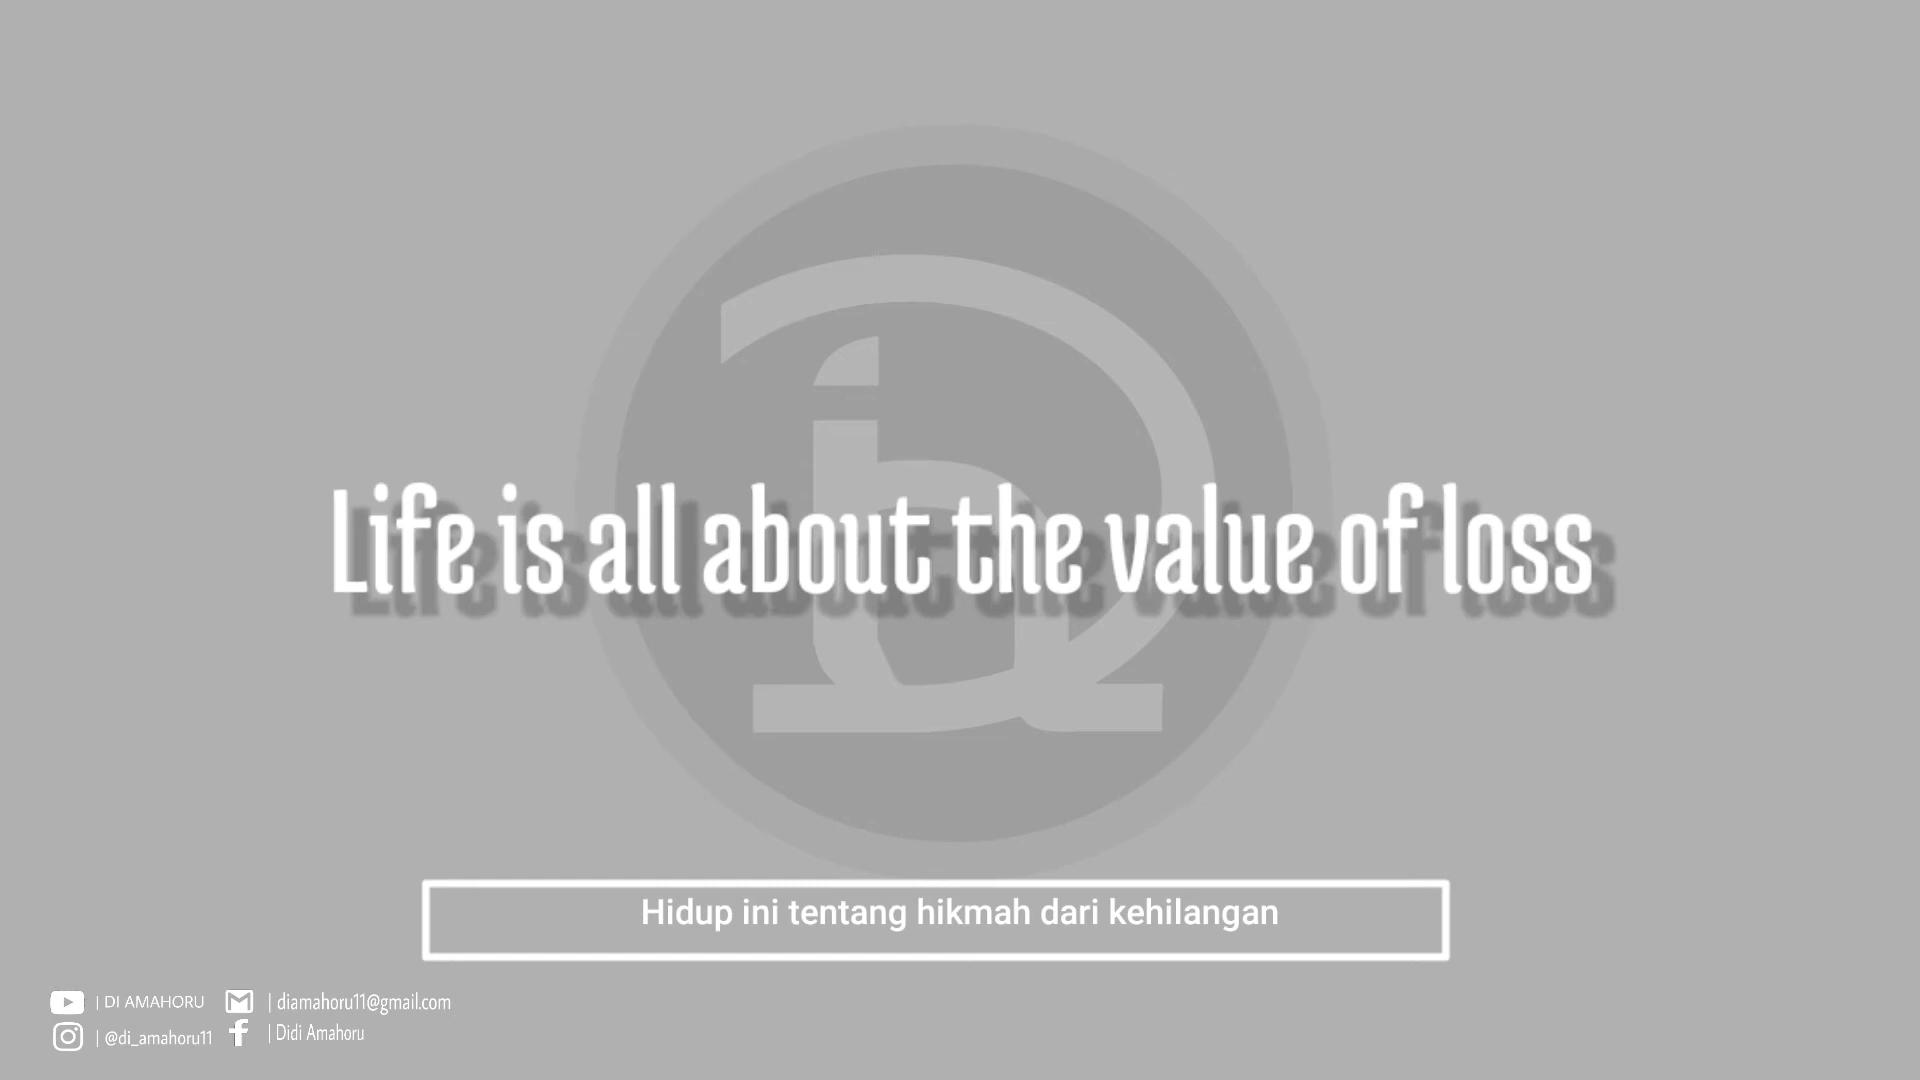 Life is all about the value of loss
Hidup ini tentang hikmah dari kehilangan
| DI AMAHORU
| diamahoru11@gmail.com
| @di_amahoru11
| Didi Amahoru